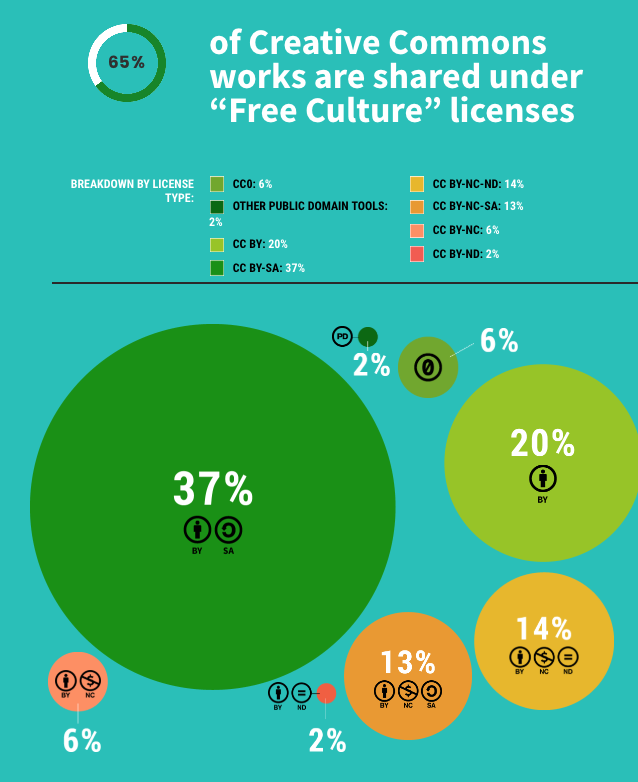 65%
of Creative Commons
works are shared under
“Free Culture” licenses
BREAKDOWN BY LICENSE
TYPE:
CC0: 6%
OTHER PUBLIC DOMAIN TOOLS:
2%
CC BY: 20%
CC BY-SA: 37%
CC BY-NC-ND: 14%
CC BY-NC-SA: 13%
CC BY-NC: 6%
CC BY-ND: 2%
PD
2%
0
6%
20%
BY
37%
BY SA
14%
BY NC ND
13%
BY NC SA
BY NC
6%
BY ND
2%